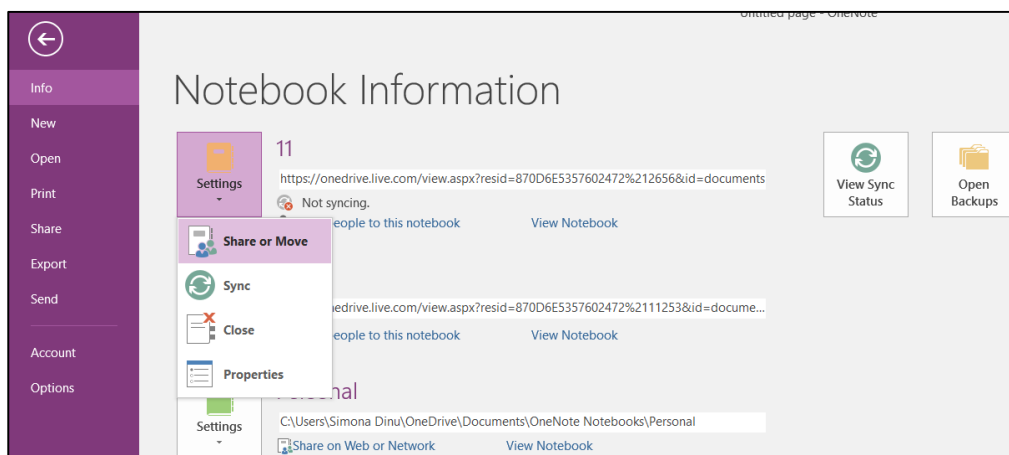 Untitled page - OneNote
Info
New
Open
Print
Share
Export
Send
Account
Options
Notebook Information
Settings
11
https://onedrive.live.com/view.aspx?resid=870D6E5357602472%212656&id=documents
Not syncing.
eople to this notebook
View Notebook
View Sync
Status
Open
Backups
Share or Move
Sync
Close
Properties
nedrive.live.com/view.aspx?resid=870D6E5357602472%2111253&id=docume...
eople to this notebook
View Notebook
Personal
Settings
C:\Users\Simona Dinu\OneDrive\Documents\OneNote Notebooks\Personal
Share on Web or Network
View Notebook